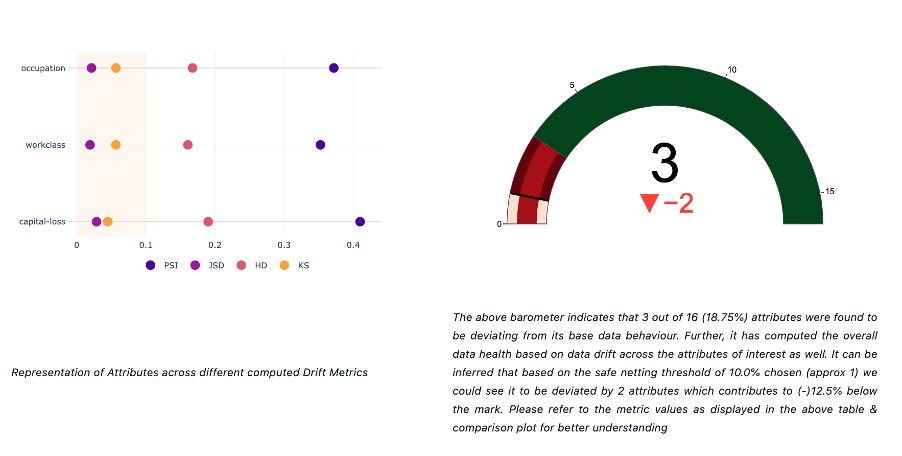 occupation
workclass
capital-loss
0 0.1 0.2 0.3 0.4
PSI JSD HD KS
Representation of Attributes across different computed Drift Metrics
0 5 10 15
3
▼−2
The above barometer indicates that 3 out of 16 (18.75%) attributes were found to
be deviating from its base data behaviour. Further, it has computed the overall
data health based on data drift across the attributes of interest as well. It can be
inferred that based on the safe netting threshold of 10.0% chosen (approx 1) we
could see it to be deviated by 2 attributes which contributes to (-)12.5% below
the mark. Please refer to the metric values as displayed in the above table &
comparison plot for better understanding